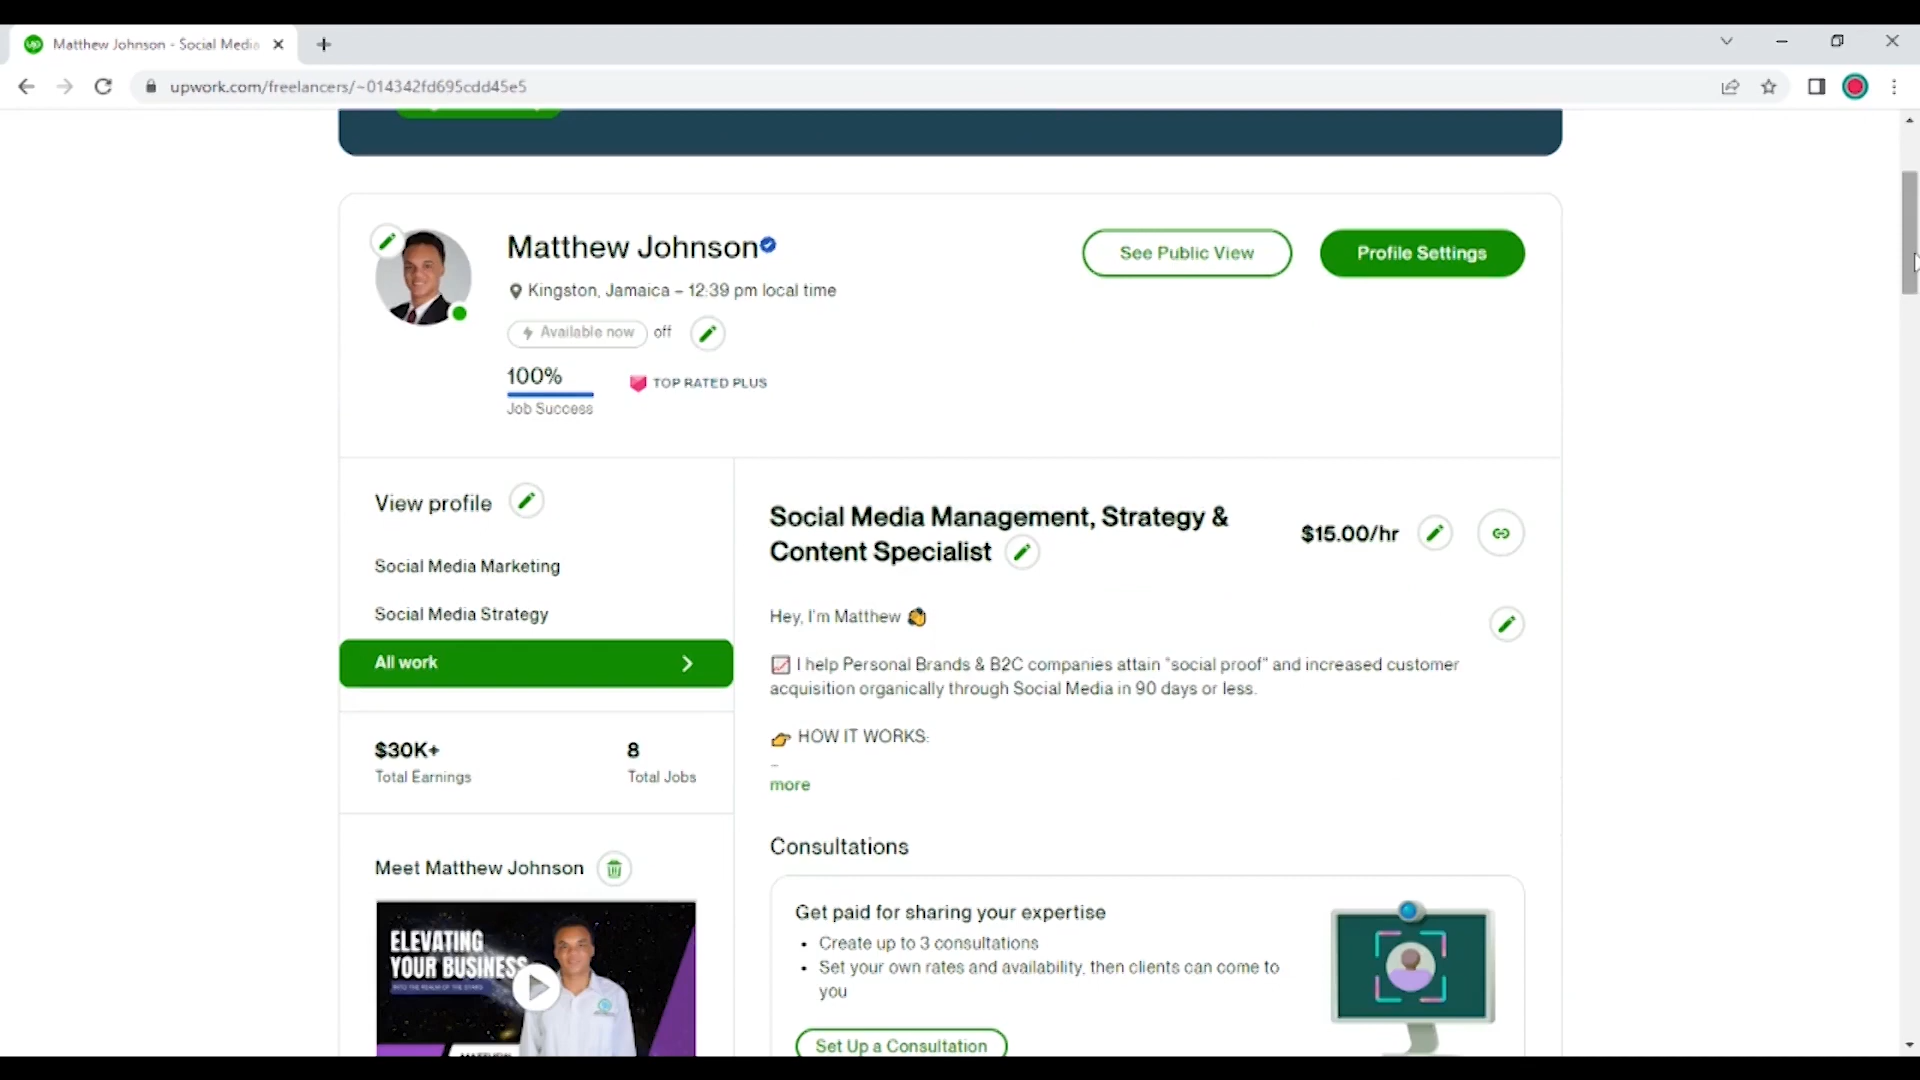 Matthew Johnson - Social Media
upwork.com/freelancers/~014342fd695cdd45e5
Matthew Johnson
Kingston, Jamaica – 12:39 pm local time
Available now off
100%
Job Success
TOP RATED PLUS
See Public View
Profile Settings
View profile
Social Media Marketing
Social Media Strategy
All work
$30K+
Total Earnings
8
Total Jobs
Meet Matthew Johnson
ELEVATING
YOUR BUSINESS
INTO THE REALM OF THE STARS
Social Media Management, Strategy &
Content Specialist
$15.00/hr
Hey, I'm Matthew 👋
📈 I help Personal Brands & B2C companies attain "social proof" and increased customer
acquisition organically through Social Media in 90 days or less.
👉 HOW IT WORKS:
more
Consultations
Get paid for sharing your expertise
• Create up to 3 consultations
• Set your own rates and availability, then clients can come to
you
Set Up a Consultation